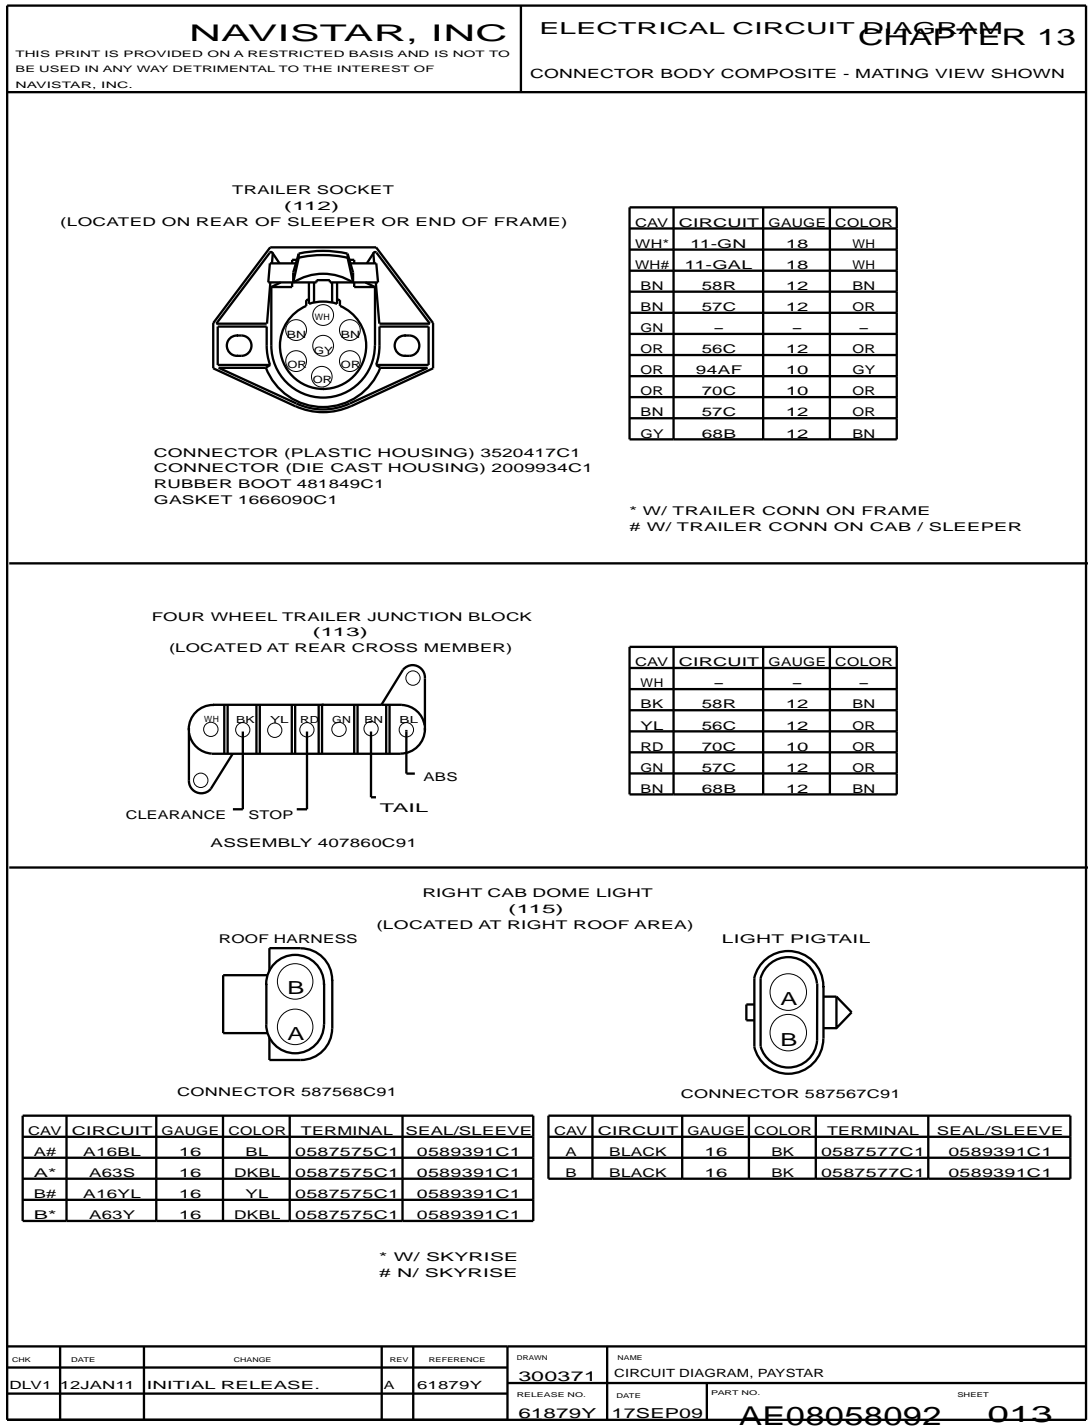 NAVISTAR, INC
THIS PRINT IS PROVIDED ON A RESTRICTED BASIS AND IS NOT TO
BE USED IN ANY WAY DETRIMENTAL TO THE INTEREST OF
NAVISTAR, INC.
ELECTRICAL CIRCUIT DIAGRAM
CHAPTER 13
CONNECTOR BODY COMPOSITE - MATING VIEW SHOWN
TRAILER SOCKET
(112)
(LOCATED ON REAR OF SLEEPER OR END OF FRAME)
WH
BN BN
GY
OR OR
OR
CONNECTOR (PLASTIC HOUSING) 3520417C1
CONNECTOR (DIE CAST HOUSING) 2009934C1
RUBBER BOOT 481849C1
GASKET 1666090C1
CAV CIRCUIT GAUGE COLOR
WH* 11-GN 18 WH
WH# 11-GAL 18 WH
BN 58R 12 BN
BN 57C 12 OR
GN – – –
OR 56C 12 OR
OR 94AF 10 GY
OR 70C 10 OR
BN 57C 12 OR
GY 68B 12 BN
* W/ TRAILER CONN ON FRAME
# W/ TRAILER CONN ON CAB / SLEEPER
FOUR WHEEL TRAILER JUNCTION BLOCK
(113)
(LOCATED AT REAR CROSS MEMBER)
WH BK YL RD GN BN BL
ABS
TAIL
CLEARANCE STOP
ASSEMBLY 407860C91
CAV CIRCUIT GAUGE COLOR
WH – – –
BK 58R 12 BN
YL 56C 12 OR
RD 70C 10 OR
GN 57C 12 OR
BN 68B 12 BN
RIGHT CAB DOME LIGHT
(115)
(LOCATED AT RIGHT ROOF AREA)
ROOF HARNESS
B
A
CONNECTOR 587568C91
LIGHT PIGTAIL
A
B
CONNECTOR 587567C91
CAV CIRCUIT GAUGE COLOR TERMINAL SEAL/SLEEVE
A# A16BL 16 BL 0587575C1 0589391C1
A* A63S 16 DKBL 0587575C1 0589391C1
B# A16YL 16 YL 0587575C1 0589391C1
B* A63Y 16 DKBL 0587575C1 0589391C1
CAV CIRCUIT GAUGE COLOR TERMINAL SEAL/SLEEVE
A BLACK 16 BK 0587577C1 0589391C1
B BLACK 16 BK 0587577C1 0589391C1
* W/ SKYRISE
# N/ SKYRISE
CHK DATE CHANGE REV REFERENCE
DLV1 12JAN11 INITIAL RELEASE. A 61879Y
DRAWN
300371
NAME
CIRCUIT DIAGRAM, PAYSTAR
RELEASE NO.
61879Y
DATE
17SEP09
PART NO.
AE08058092
SHEET
013